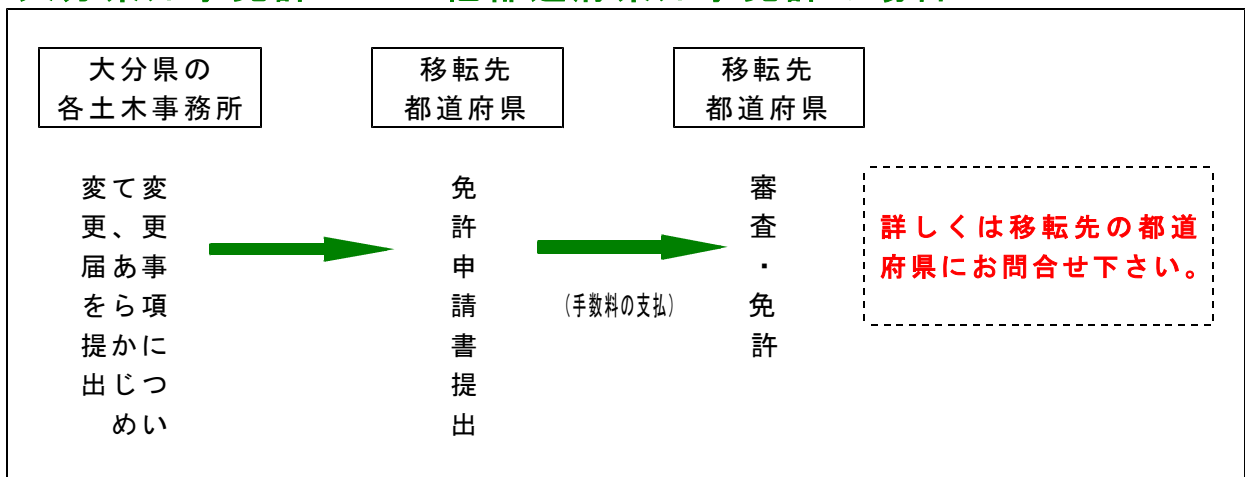 大分県の
各土木事務所
移転先
都道府県
移転先
都道府県
変更事項につい
て、あらかじめ
変更届を提出
免許申請書提出
(手数料の支払)
審査・免許
詳しくは移転先の都道
府県にお問合せ下さい。